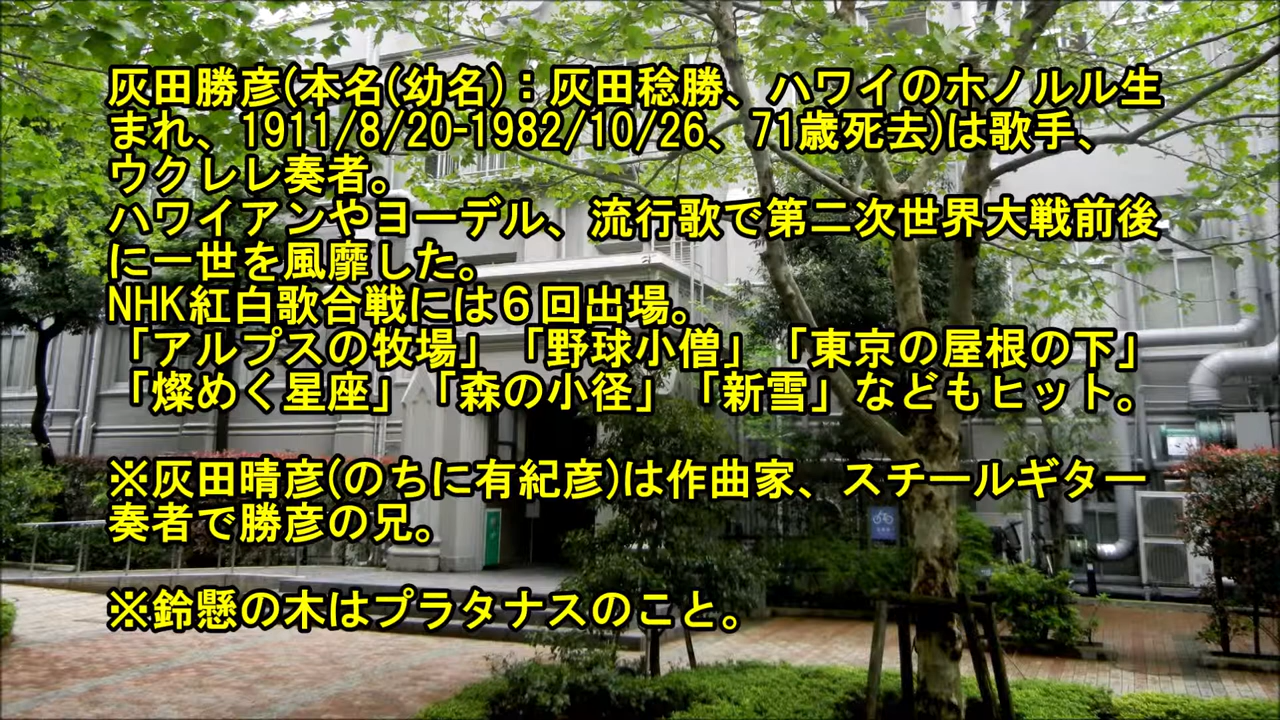 灰田勝彦(本名(幼名)：灰田稔勝、ハワイのホノルル生
まれ、1911/8/20-1982/10/26、71歳死去)は歌手、
ウクレレ奏者。
ハワイアンやヨーデル、流行歌で第二次世界大戦前後
に一世を風靡した。
NHK紅白歌合戦には６回出場。
「アルプスの牧場」「野球小僧」「東京の屋根の下」
「燦めく星座」「森の小径」「新雪」などもヒット。
※灰田晴彦(のちに有紀彦)は作曲家、スチールギター
奏者で勝彦の兄。
※鈴懸の木はプラタナスのこと。